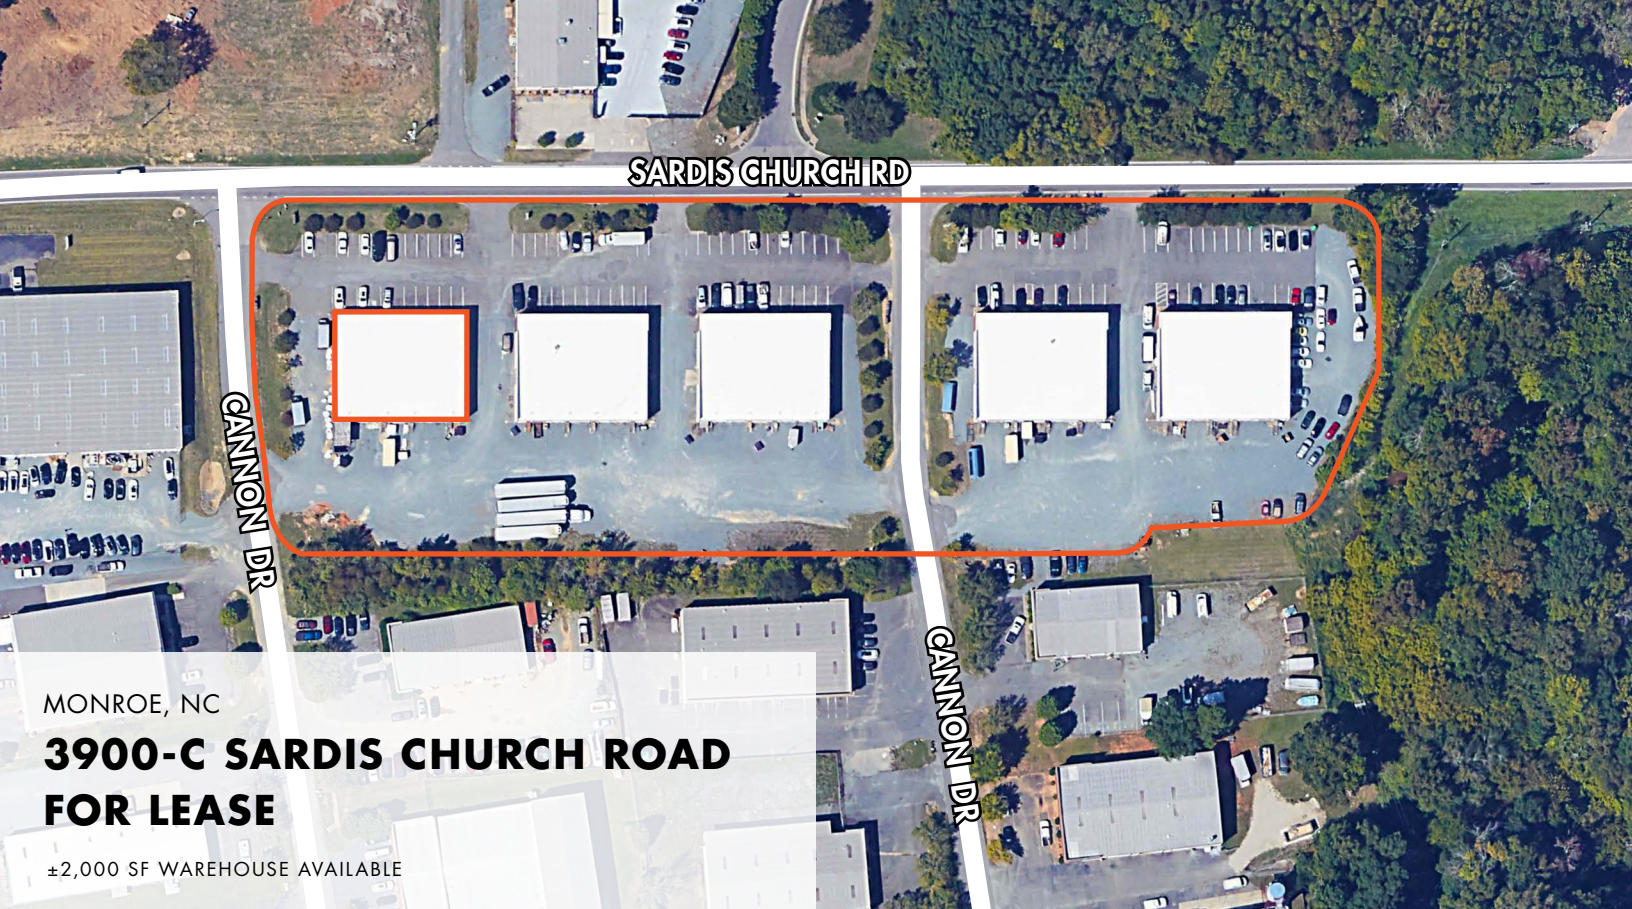 SARDIS CHURCH RD
CANNON DR
CANNON DR
MONROE, NC
3900-C SARDIS CHURCH ROAD
FOR LEASE
±2,000 SF WAREHOUSE AVAILABLE